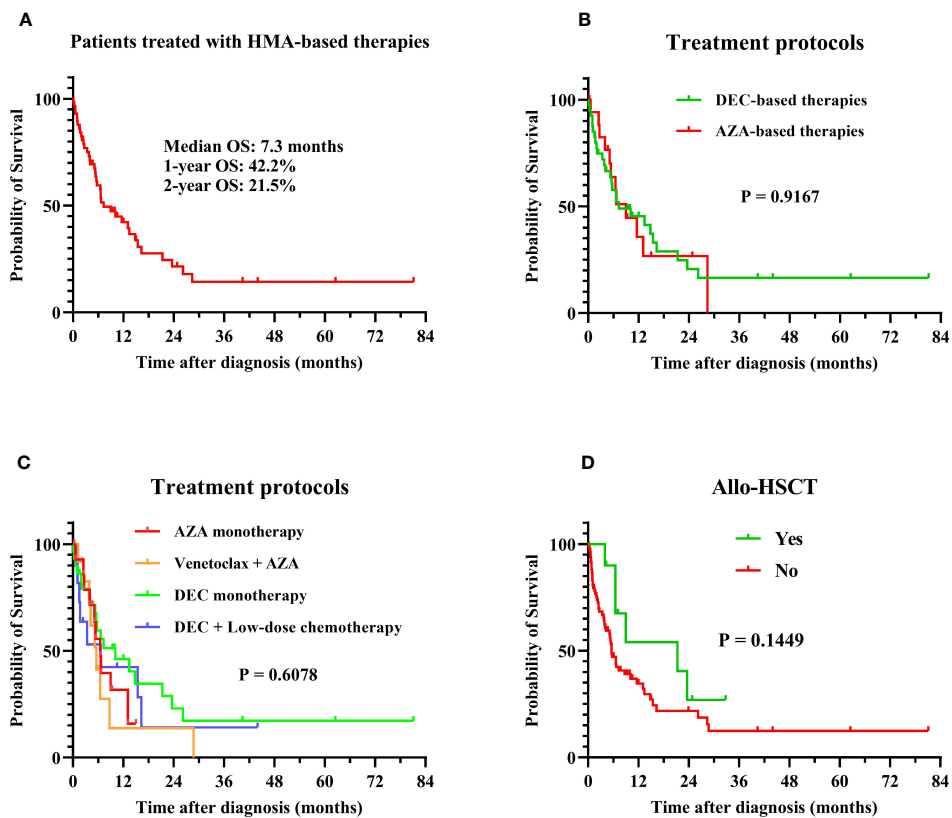 A
Patients treated with HMA-based therapies
Probability of Survival
100
50
0
Median OS: 7.3 months
1-year OS: 42.2%
2-year OS: 21.5%
0 12 24 36 48 60 72 84
Time after diagnosis (months)
B
Treatment protocols
Probability of Survival
100
50
0
DEC-based therapies
AZA-based therapies
P = 0.9167
0 12 24 36 48 60 72 84
Time after diagnosis (months)
C
Treatment protocols
Probability of Survival
100
50
0
AZA monotherapy
Venetoclax + AZA
DEC monotherapy
DEC + Low-dose chemotherapy
P = 0.6078
0 12 24 36 48 60 72 84
Time after diagnosis (months)
D
Allo-HSCT
Probability of Survival
100
50
0
Yes
No
P = 0.1449
0 12 24 36 48 60 72 84
Time after diagnosis (months)